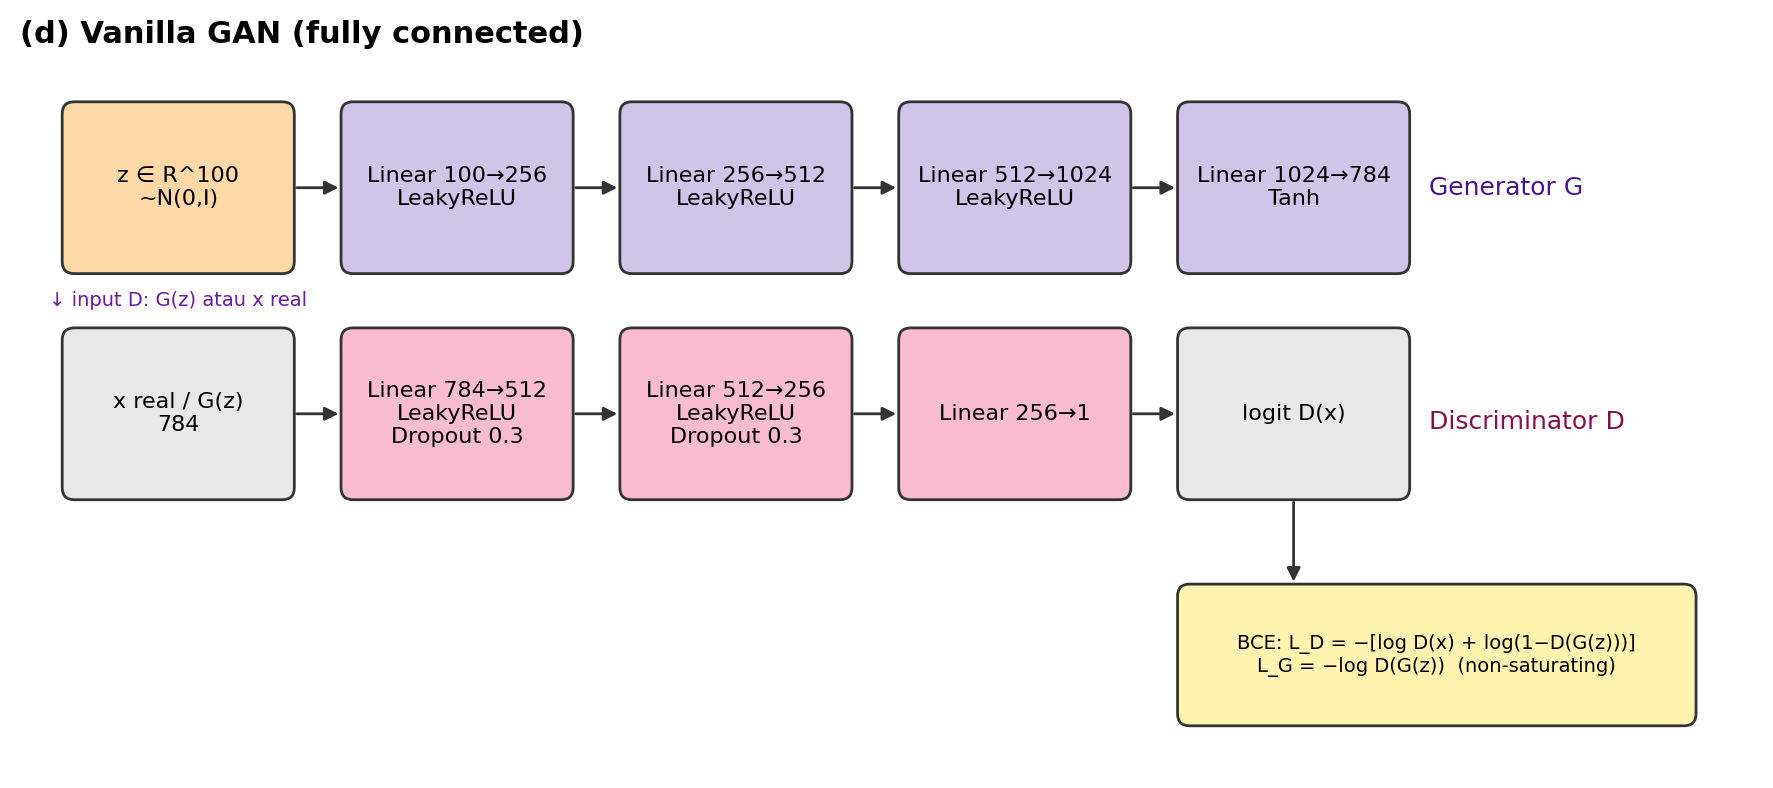 (d) Vanilla GAN (fully connected)
z ∈ R^100
~N(0,I)
Linear 100→256
LeakyReLU
Linear 256→512
LeakyReLU
Linear 512→1024
LeakyReLU
Linear 1024→784
Tanh
Generator G
↓ input D: G(z) atau x real
x real / G(z)
784
Linear 784→512
LeakyReLU
Dropout 0.3
Linear 512→256
LeakyReLU
Dropout 0.3
Linear 256→1
logit D(x)
Discriminator D
BCE: L_D = −[log D(x) + log(1−D(G(z)))]
L_G = −log D(G(z))  (non-saturating)